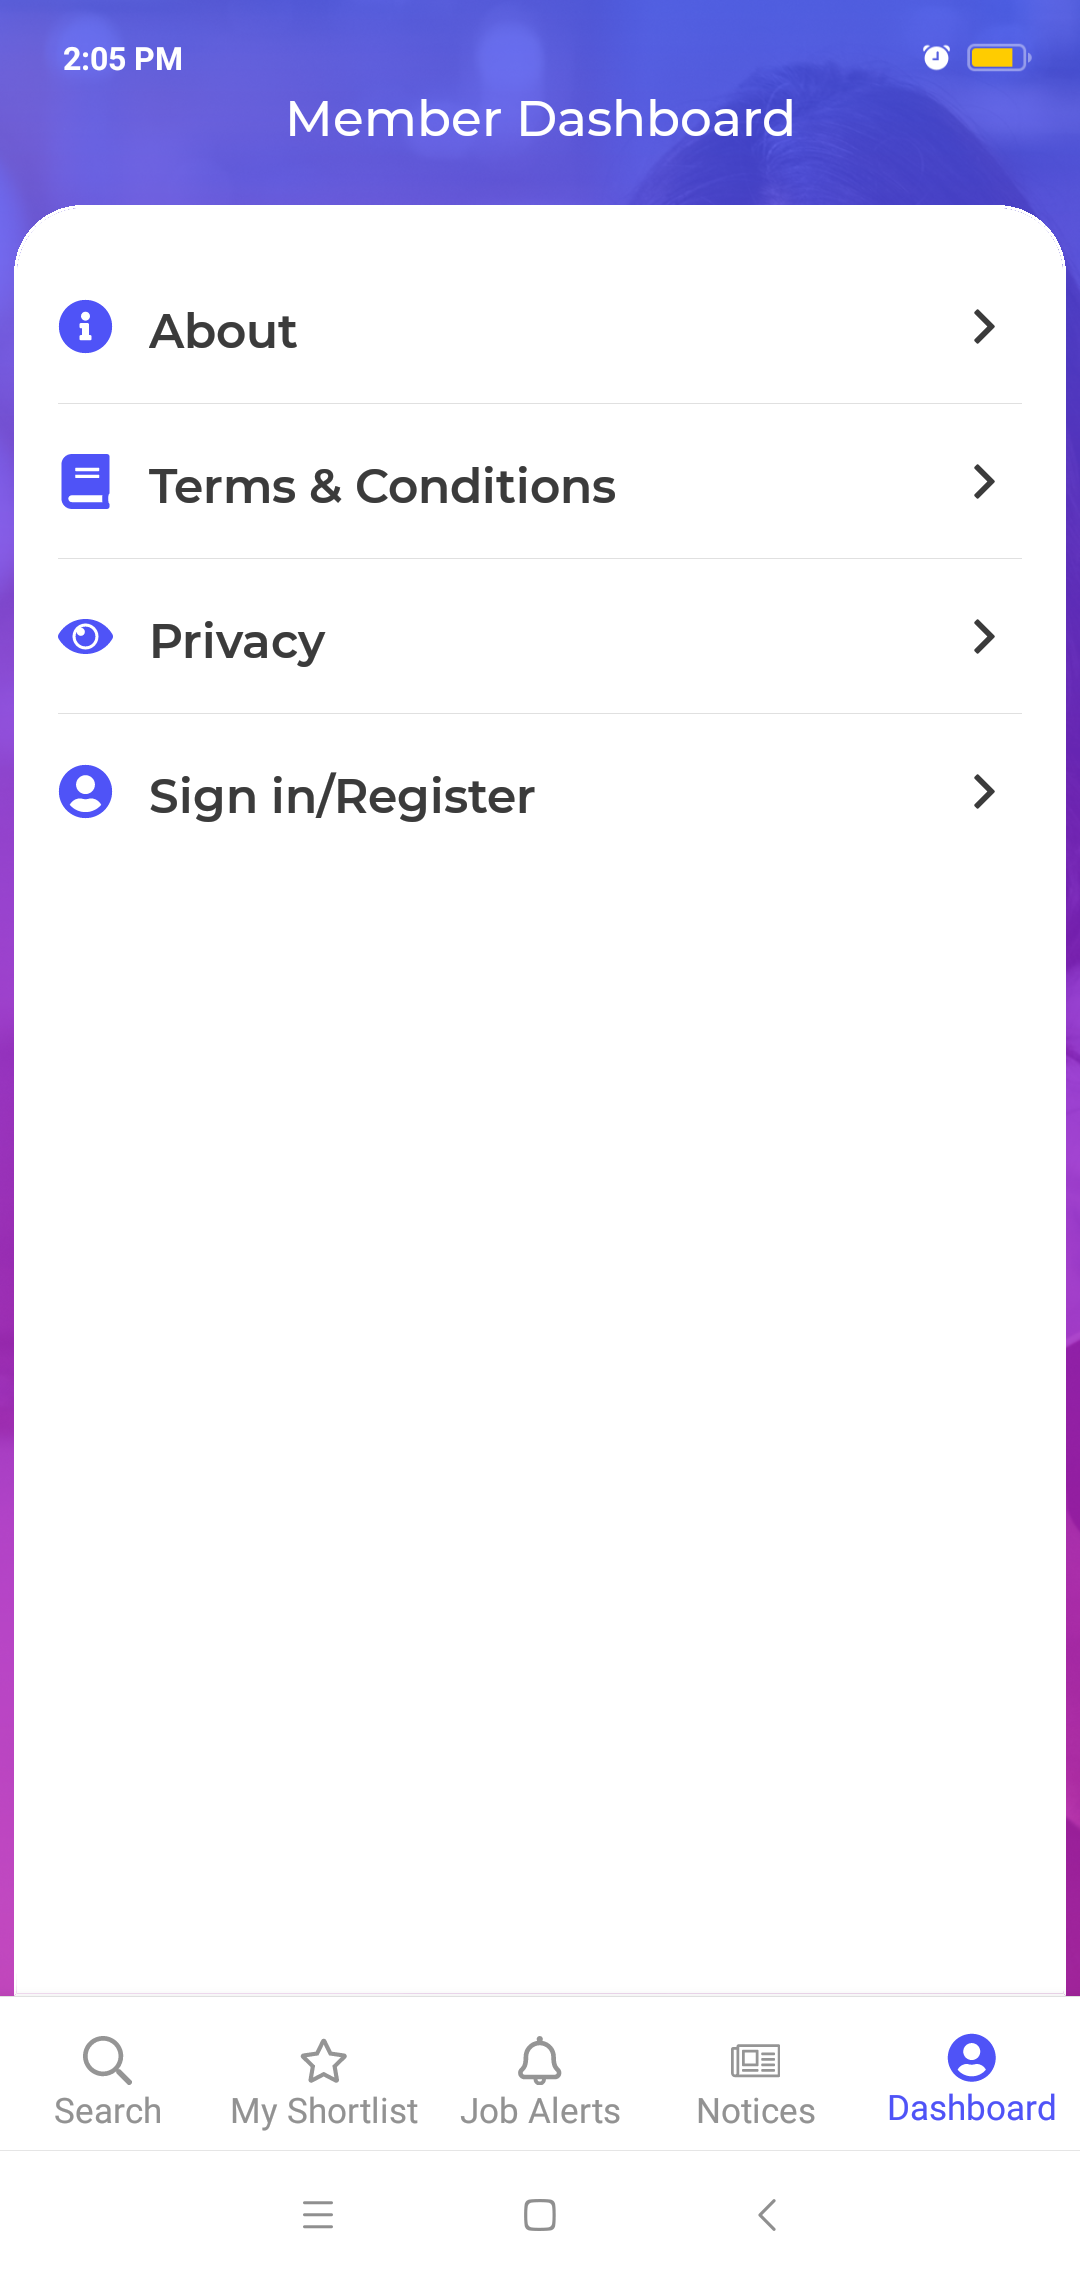 2:05 PM
Member Dashboard
About
Terms & Conditions
Privacy
Sign in/Register
Search
My Shortlist
Job Alerts
Notices
Dashboard